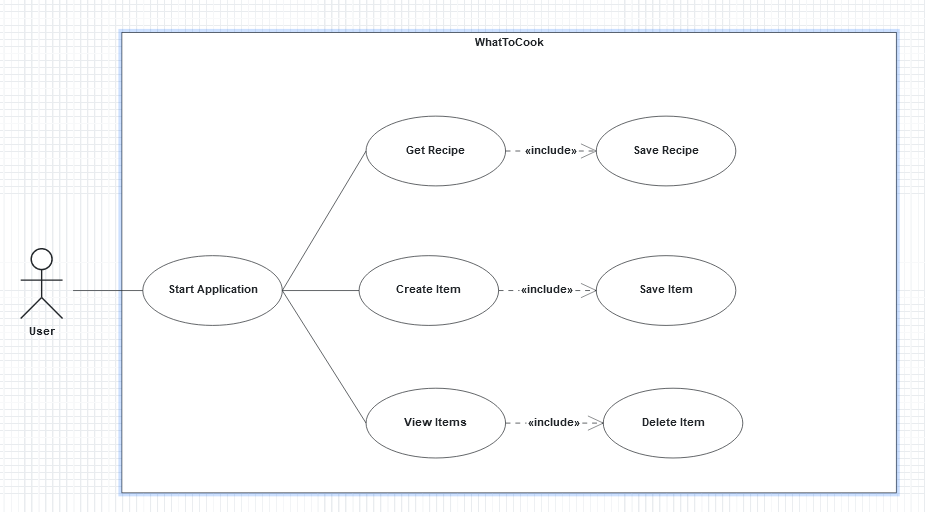 WhatToCook
Get Recipe
«include»
Save Recipe
Start Application
Create Item
«include»
Save Item
User
View Items
«include»
Delete Item